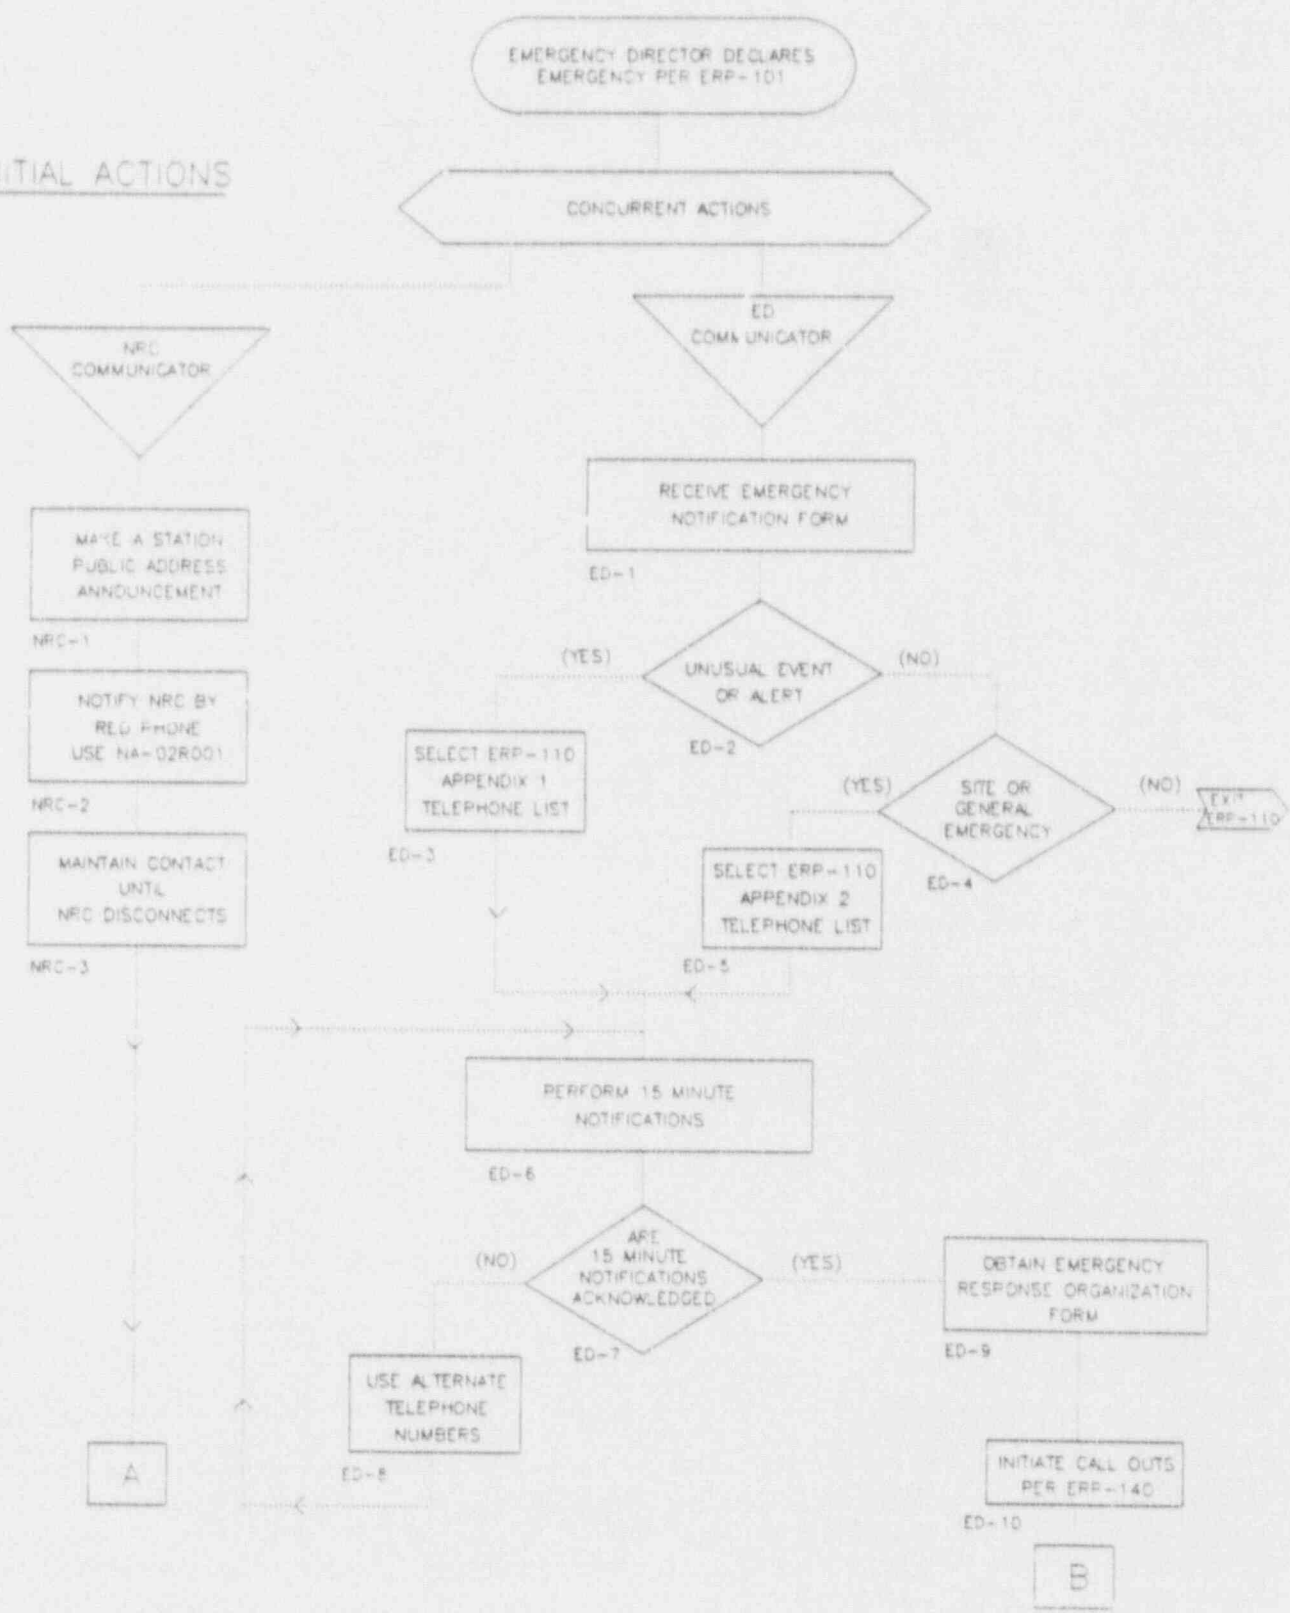 EMERGENCY DIRECTOR DECLARES
EMERGENCY PER ERP-101
NITIAL ACTIONS
CONCURRENT ACTIONS
NRC
COMMUNICATOR
ED
COMMUNICATOR
RECEIVE EMERGENCY
NOTIFICATION FORM
ED-1
MAKE A STATION
PUBLIC ADDRESS
ANNOUNCEMENT
NRC-1
(YES)
UNUSUAL EVENT
OR ALERT
(NO)
ED-2
NOTIFY NRC BY
RED PHONE
USE NA-02R001
NRC-2
SELECT ERP-110
APPENDIX 1
TELEPHONE LIST
ED-3
(YES)
SITE OR
GENERAL
EMERGENCY
(NO)
ED-4
EXIT
ERP-110
MAINTAIN CONTACT
UNTIL
NRC DISCONNECTS
NRC-3
SELECT ERP-110
APPENDIX 2
TELEPHONE LIST
ED-5
PERFORM 15 MINUTE
NOTIFICATIONS
ED-6
(NO)
ARE
15 MINUTE
NOTIFICATIONS
ACKNOWLEDGED
(YES)
ED-7
OBTAIN EMERGENCY
RESPONSE ORGANIZATION
FORM
ED-9
USE ALTERNATE
TELEPHONE
NUMBERS
ED-8
A
INITIATE CALL OUTS
PER ERP-140
ED-10
B